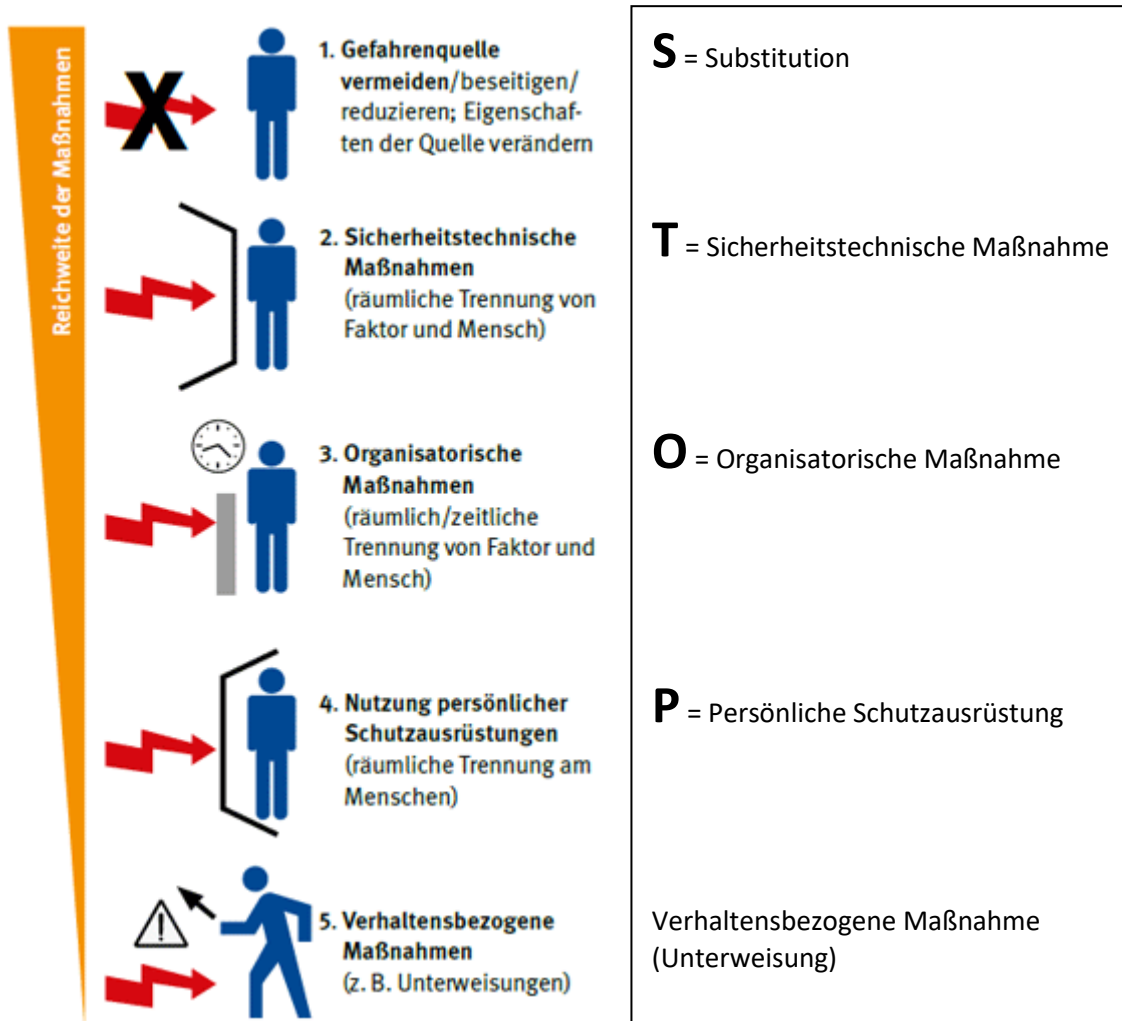 Reichweite der Maßnahmen
1. Gefahrenquelle
vermeiden/beseitigen/
reduzieren; Eigenschaf-
ten der Quelle verändern
S = Substitution
2. Sicherheitstechnische
Maßnahmen
(räumliche Trennung von
Faktor und Mensch)
T = Sicherheitstechnische Maßnahme
3. Organisatorische
Maßnahmen
(räumlich/zeitliche
Trennung von Faktor und
Mensch)
O = Organisatorische Maßnahme
4. Nutzung persönlicher
Schutzausrüstungen
(räumliche Trennung am
Menschen)
P = Persönliche Schutzausrüstung
5. Verhaltensbezogene
Maßnahmen
(z. B. Unterweisungen)
Verhaltensbezogene Maßnahme
(Unterweisung)